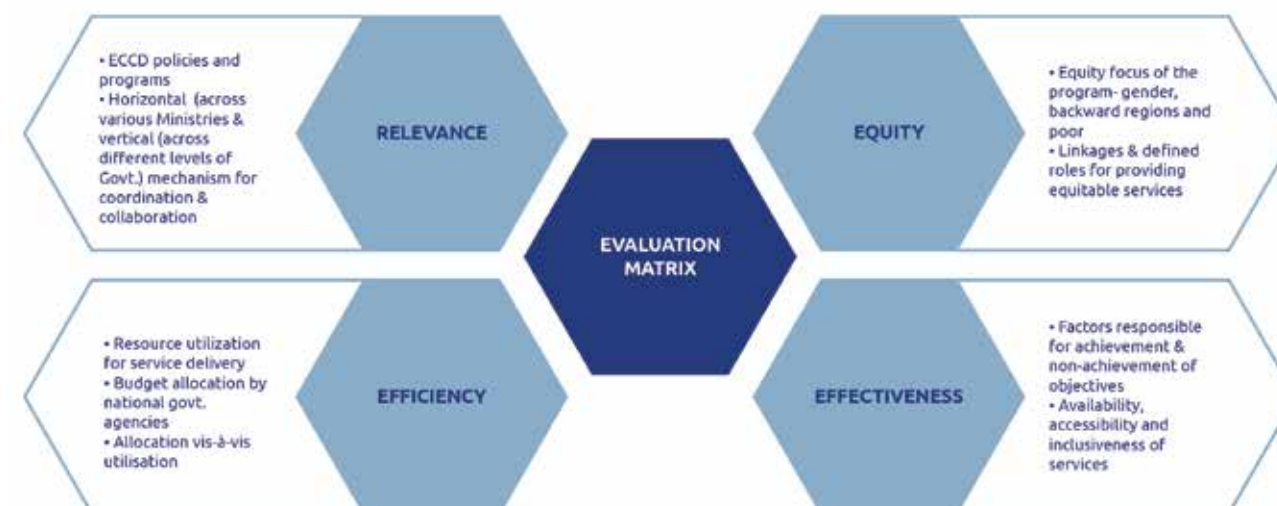 • ECCD policies and
programs
• Horizontal (across
various Ministries &
vertical (across
different levels of
Govt.) mechanism for
coordination &
collaboration
RELEVANCE
EQUITY
• Equity focus of the
program- gender,
backward regions and
poor
• Linkages & defined
roles for providing
equitable services
EVALUATION
MATRIX
• Resource utilization
for service delivery
• Budget allocation by
national govt.
agencies
• Allocation vis-à-vis
utilisation
EFFICIENCY
EFFECTIVENESS
• Factors responsible
for achievement &
non-achievement of
objectives
• Availability,
accessibility and
inclusiveness of
services